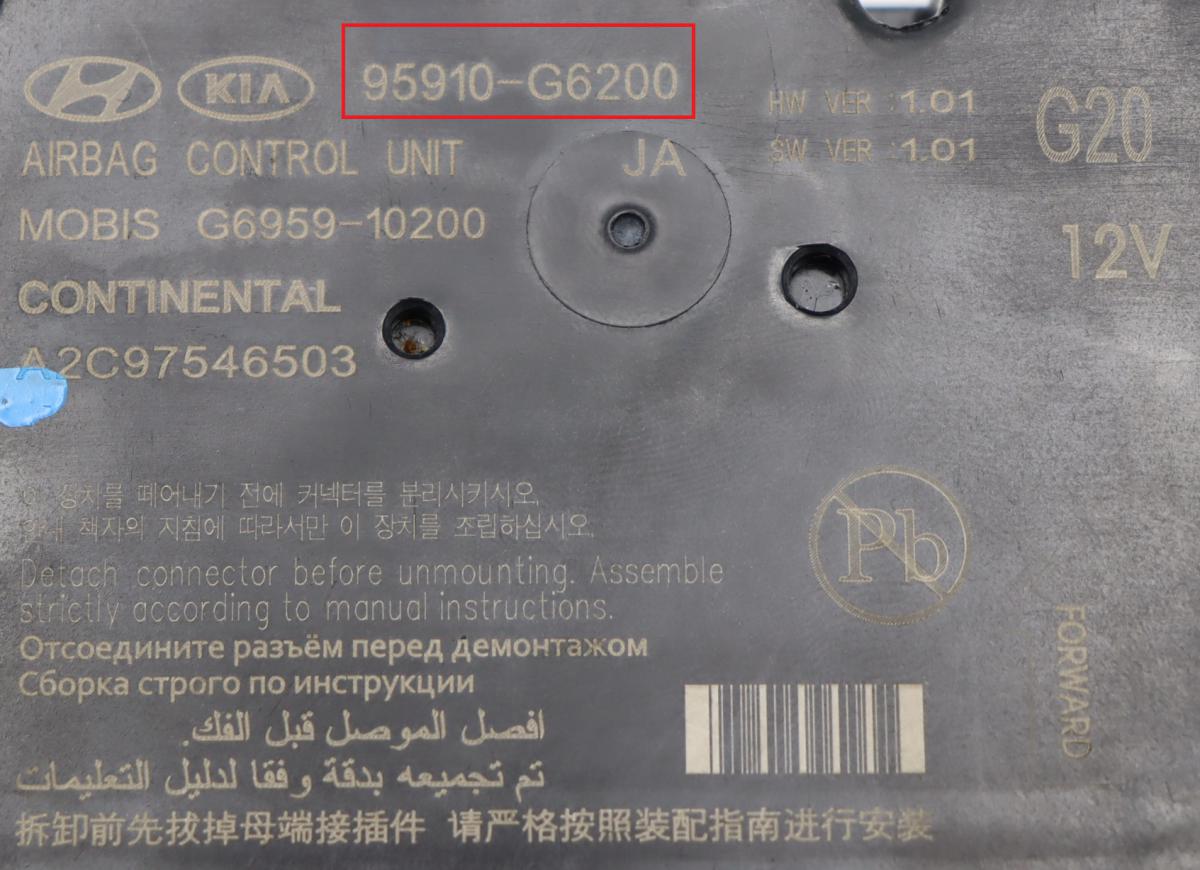 KIA 95910-G6200
HW VER :1.01
SW VER :1.01
G20
AIRBAG CONTROL UNIT
JA
MOBIS G6959-10200
12V
CONTINENTAL
A2C97546503
이 장치를 떼어내기 전에 커넥터를 분리시키시오.
책자의 지침에 따라서만 이 장치를 조립하십시오.
Detach connector before unmounting. Assemble
strictly according to manual instructions.
Pb
FORWARD
Отсоедините разъём перед демонтажом
Сборка строго по инструкции
افصل الموصل قبل الفك.
تم تجميعه بدقة وفقا لدليل التعليمات
拆卸前先拔掉母端接插件 请严格按照装配指南进行安装